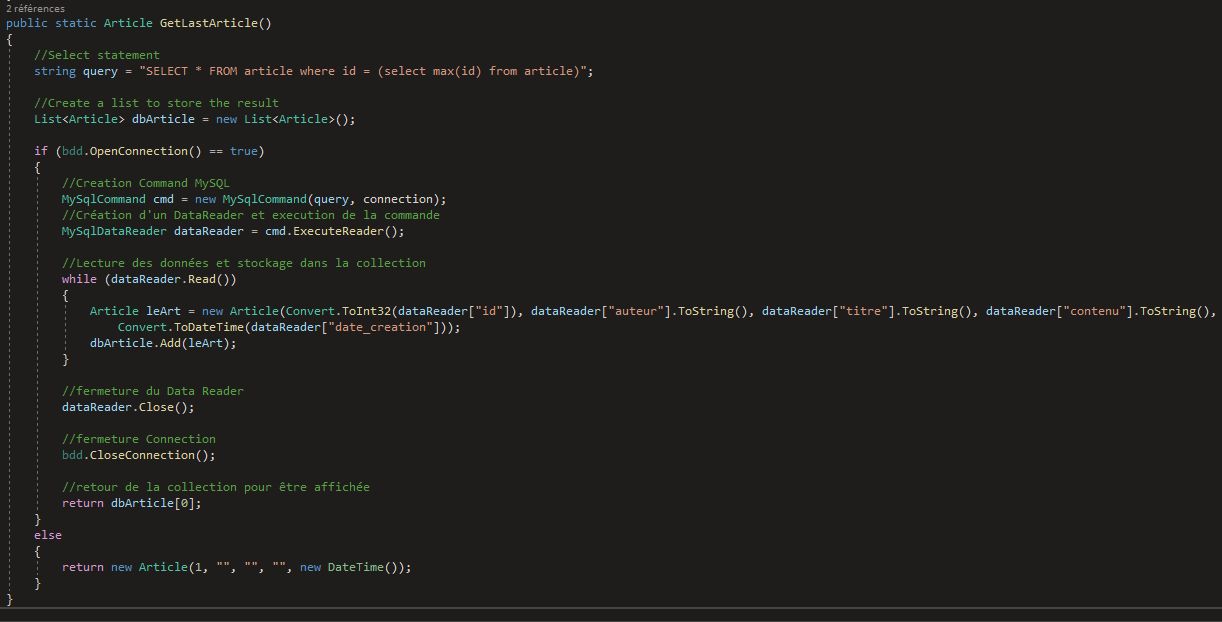 2 références
public static Article GetLastArticle()
{
//Select statement
string query = "SELECT * FROM article where id = (select max(id) from article)";
//Create a list to store the result
List<Article> dbArticle = new List<Article>();
if (bdd.OpenConnection() == true)
{
//Creation Command MySQL
MySqlCommand cmd = new MySqlCommand(query, connection);
//Création d'un DataReader et execution de la commande
MySqlDataReader dataReader = cmd.ExecuteReader();
//Lecture des données et stockage dans la collection
while (dataReader.Read())
{
Article leArt = new Article(Convert.ToInt32(dataReader["id"]), dataReader["auteur"].ToString(), dataReader["titre"].ToString(), dataReader["contenu"].ToString(),
Convert.ToDateTime(dataReader["date_creation"]));
dbArticle.Add(leArt);
}
//fermeture du Data Reader
dataReader.Close();
//fermeture Connection
bdd.CloseConnection();
//retour de la collection pour être affichée
return dbArticle[0];
}
else
{
return new Article(1, "", "", "", new DateTime());
}
}